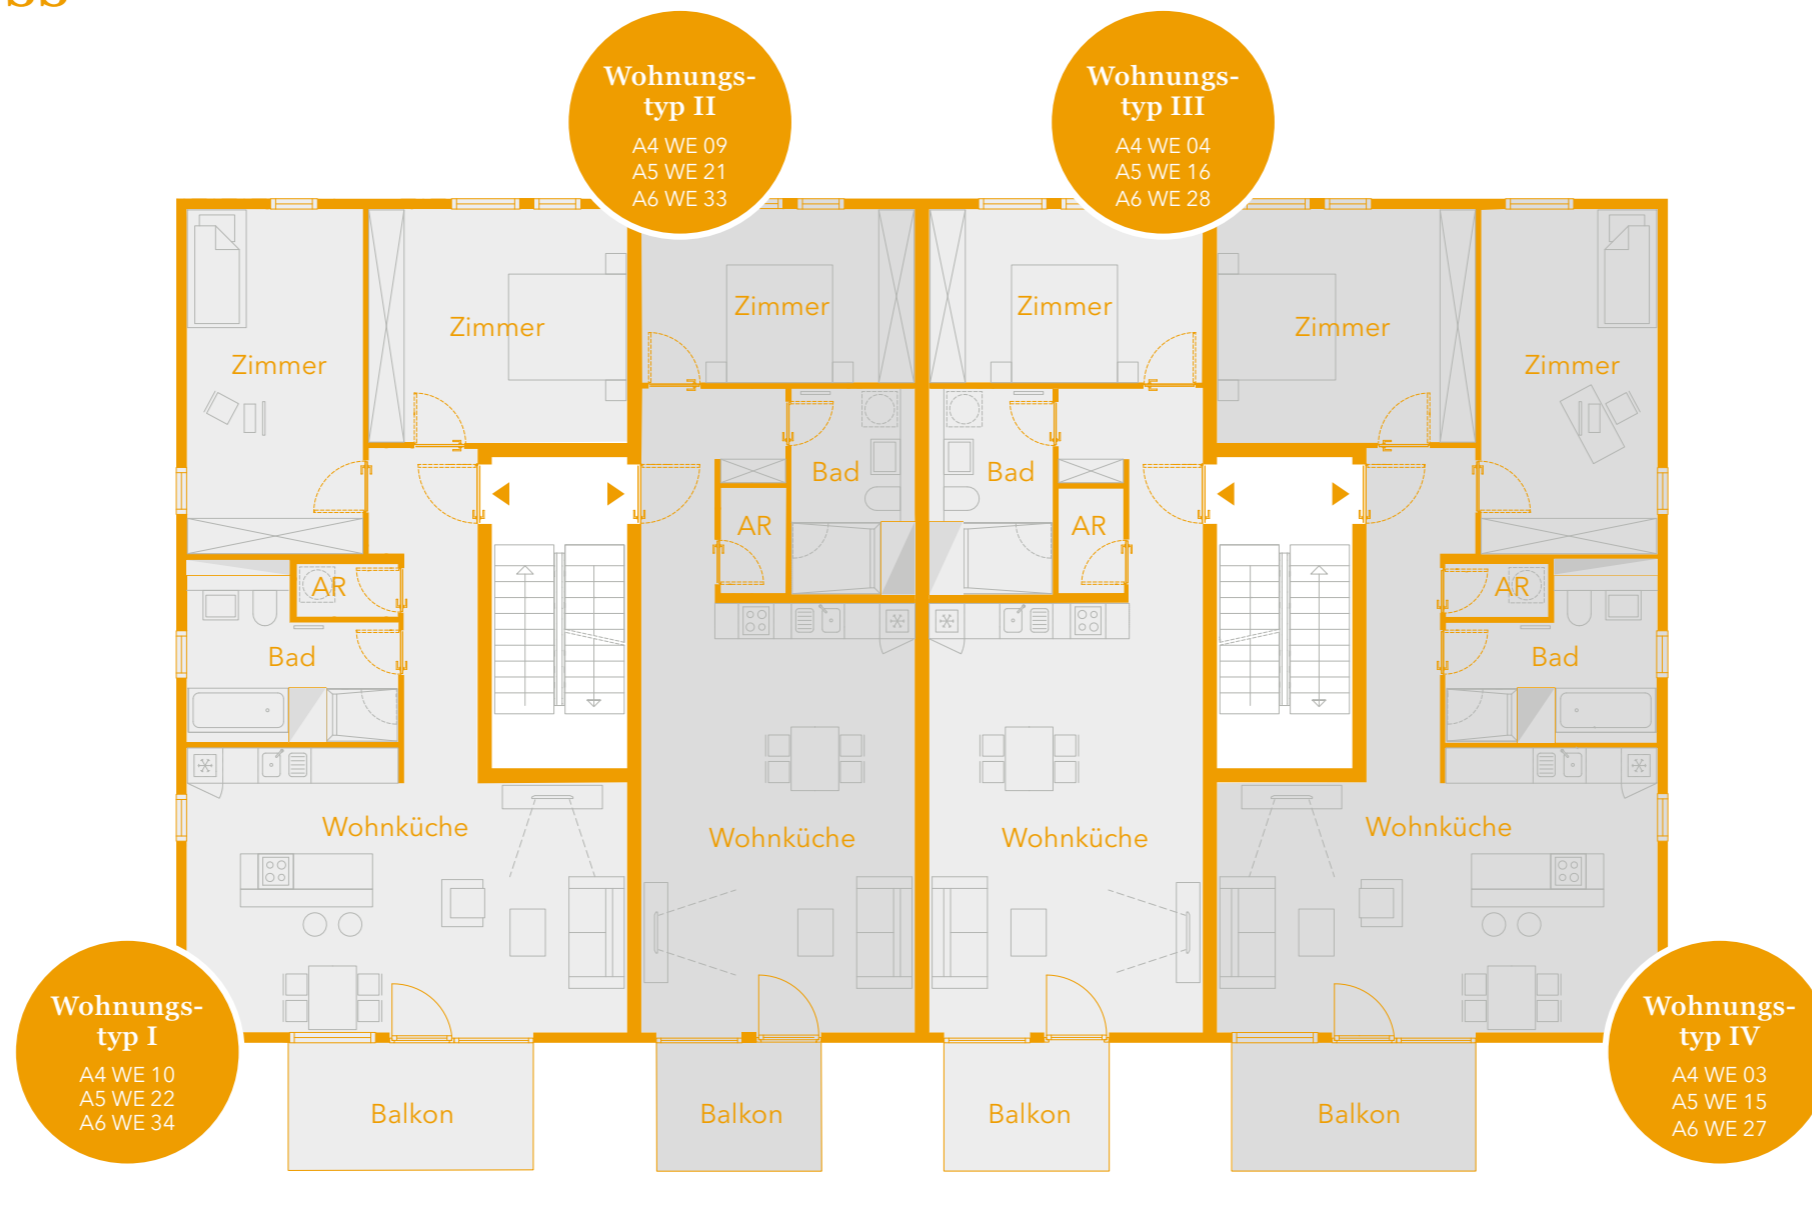 Wohnungs-
typ II
A4 WE 09
A5 WE 21
A6 WE 33
Wohnungs-
typ III
A4 WE 04
A5 WE 16
A6 WE 28
Zimmer
Zimmer
Zimmer
Zimmer
Zimmer
Zimmer
Bad
AR
Bad
AR
AR
Bad
AR
Bad
Wohnküche
Wohnküche
Wohnküche
Wohnküche
Wohnungs-
typ I
A4 WE 10
A5 WE 22
A6 WE 34
Wohnungs-
typ IV
A4 WE 03
A5 WE 15
A6 WE 27
Balkon
Balkon
Balkon
Balkon